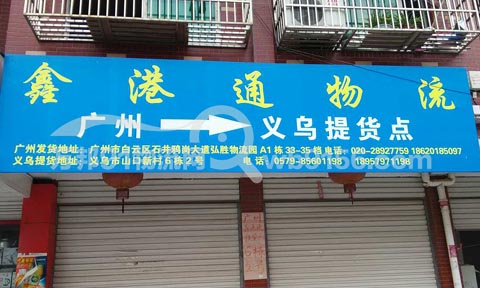 鑫港通物流
广州 → 义乌提货点
广州发货地址：广州市白云区石井鸦岗大道弘胜物流园A1栋33-35档 电话：020-28927759 18620185097
义乌提货地址：义乌市山口新村6栋2号 电话：0579-85601198 18957971198